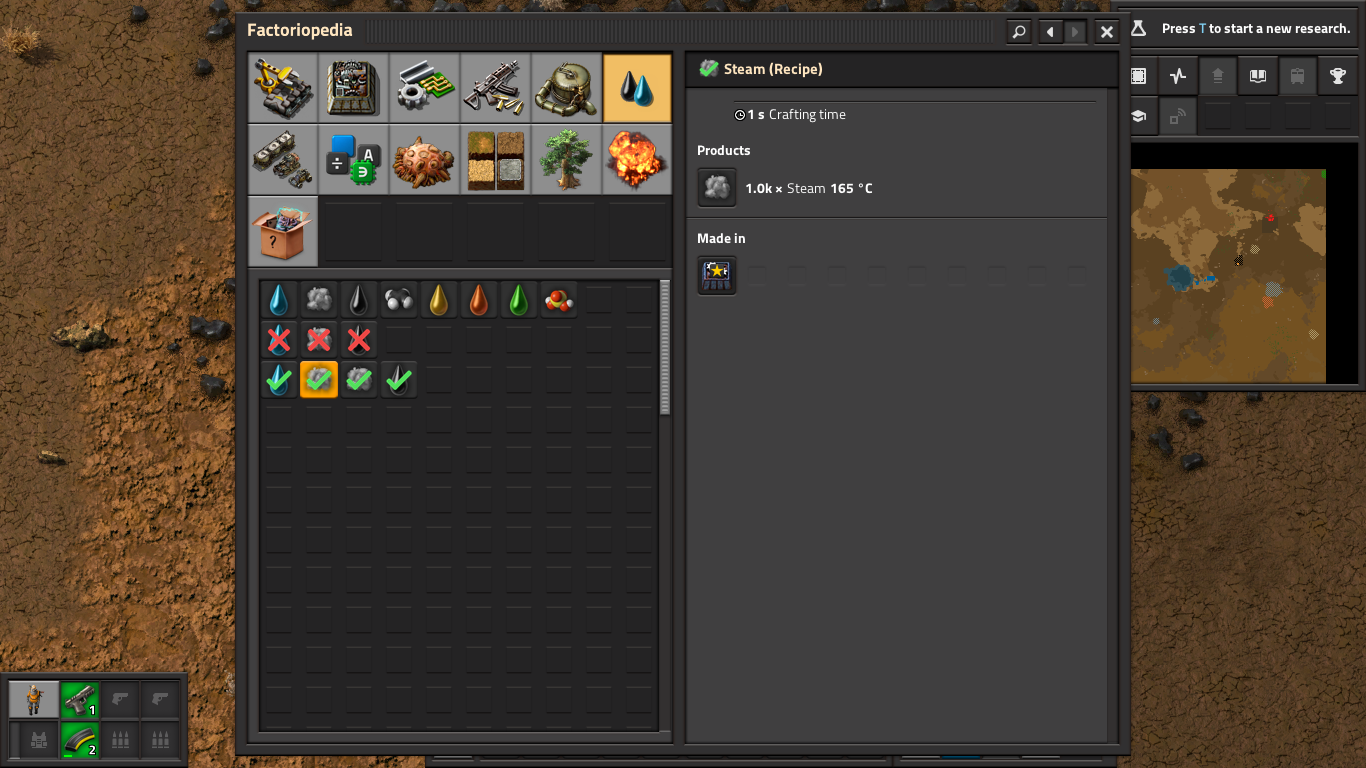 Factoriopedia
Press T to start a new research.
Steam (Recipe)
1 s Crafting time
Products
1.0k × Steam 165 °C
Made in
A
÷
Э
?
1
2